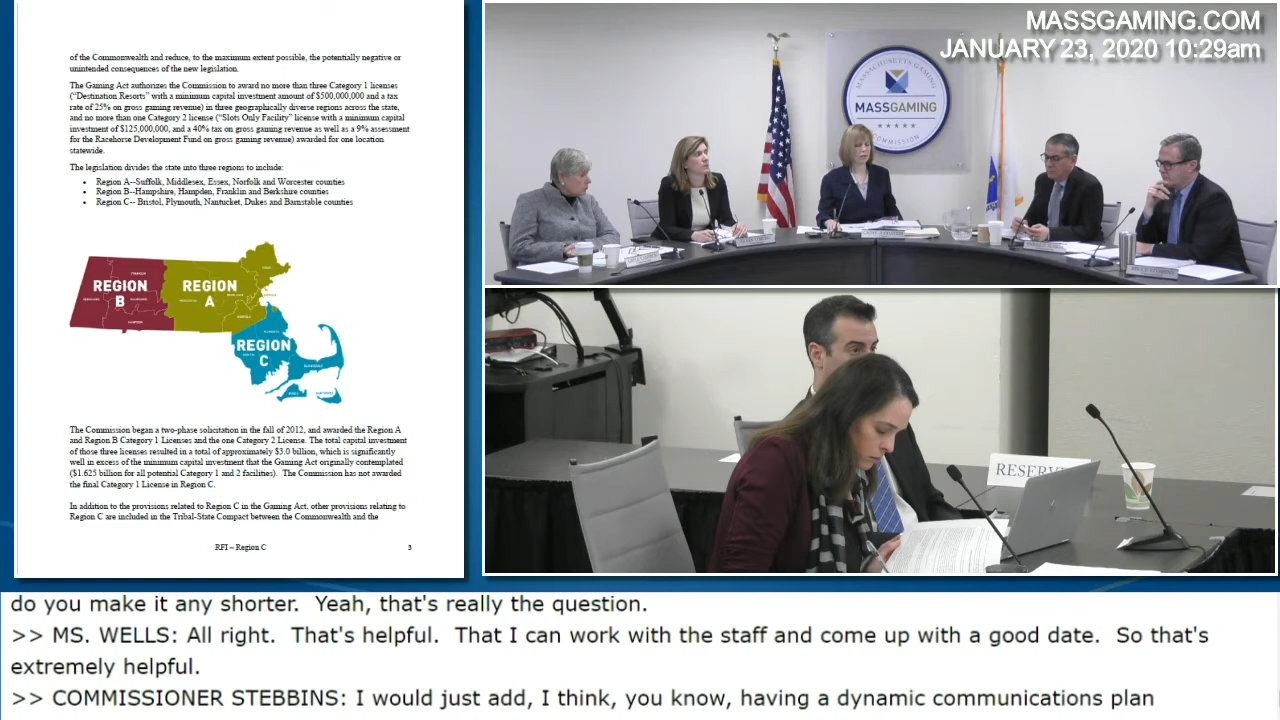 of the Commonwealth and reduce, to the maximum extent possible, the potentially negative or
unintended consequences of the new legislation.
The Gaming Act authorizes the Commission to award no more than three Category 1 licenses
("Destination Resorts" with a minimum capital investment amount of $500,000,000 and a tax
rate of 25% on gross gaming revenue) in three geographically diverse regions across the state,
and no more than one Category 2 license ("Slots Only Facility" license with a minimum capital
investment of $125,000,000, and a 40% tax on gross gaming revenue as well as a 9% assessment
for the Racehorse Development Fund on gross gaming revenue) awarded for one location
statewide.
The legislation divides the state into three regions to include:
• Region A--Suffolk, Middlesex, Essex, Norfolk and Worcester counties
• Region B--Hampshire, Hampden, Franklin and Berkshire counties
• Region C-- Bristol, Plymouth, Nantucket, Dukes and Barnstable counties
REGION
B
REGION
A
REGION
C
The Commission began a two-phase solicitation in the fall of 2012, and awarded the Region A
and Region B Category 1 Licenses and the one Category 2 License. The total capital investment
of those three licenses resulted in a total of approximately $3.0 billion, which is significantly
well in excess of the minimum capital investment that the Gaming Act originally contemplated
($1.625 billion for all potential Category 1 and 2 facilities). The Commission has not awarded
the final Category 1 License in Region C.
In addition to the provisions related to Region C in the Gaming Act, other provisions relating to
Region C are included in the Tribal-State Compact between the Commonwealth and the
RFI – Region C 3
MASSGAMING.COM
JANUARY 23, 2020 10:29am
MASSACHUSETTS GAMING
MASSGAMING
COMMISSION
RESERVE
do you make it any shorter. Yeah, that's really the question.
>> MS. WELLS: All right. That's helpful. That I can work with the staff and come up with a good date. So that's
extremely helpful.
>> COMMISSIONER STEBBINS: I would just add, I think, you know, having a dynamic communications plan